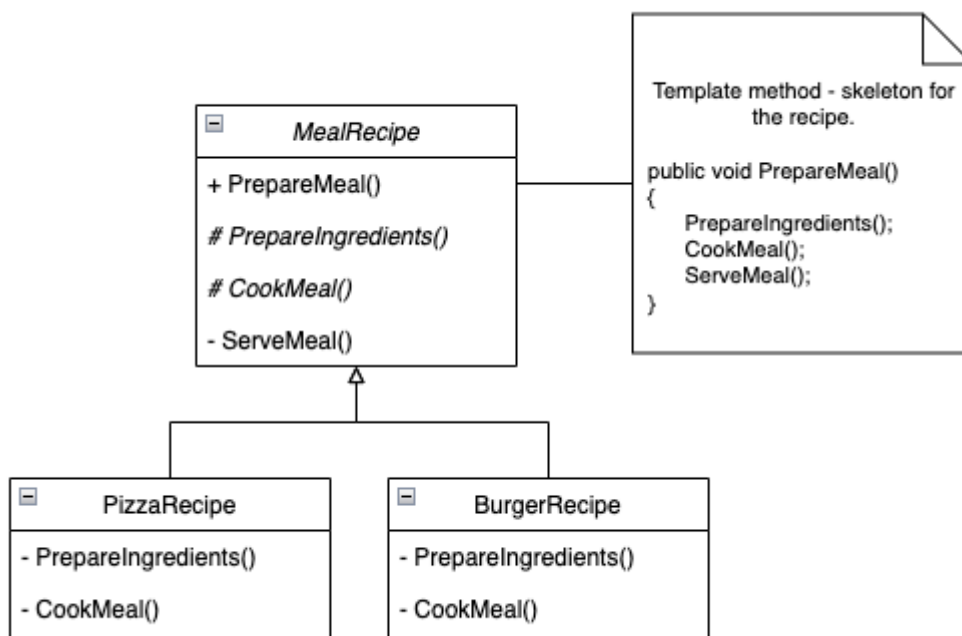 MealRecipe
+ PrepareMeal()
# PrepareIngredients()
# CookMeal()
- ServeMeal()
Template method - skeleton for
the recipe.
public void PrepareMeal()
{
PrepareIngredients();
CookMeal();
ServeMeal();
}
PizzaRecipe
- PrepareIngredients()
- CookMeal()
BurgerRecipe
- PrepareIngredients()
- CookMeal()